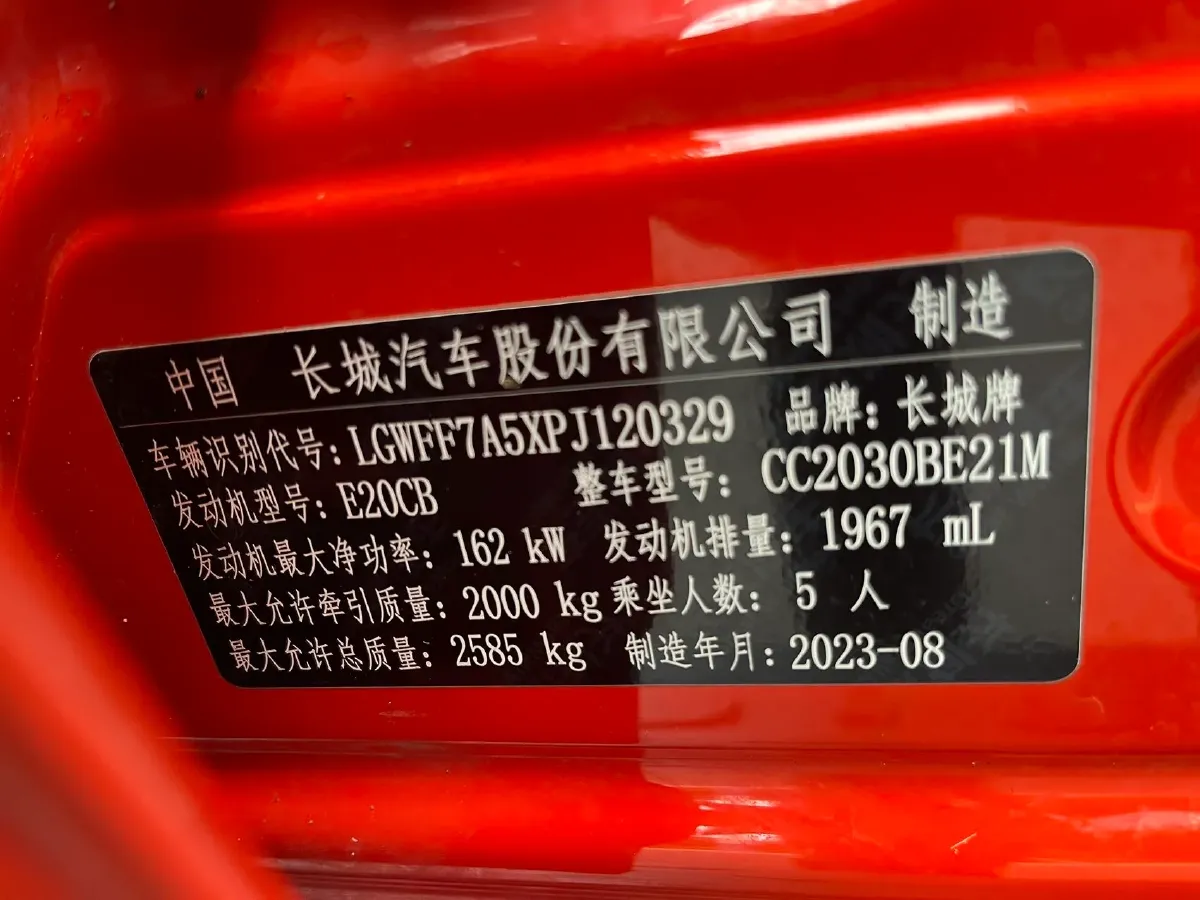 中国 长城汽车股份有限公司 制造
车辆识别代号：LGWFF7A5XPJ120329 品牌：长城牌
发动机型号：E20CB 整车型号：CC2030BE21M
发动机最大净功率：162 kW 发动机排量：1967 mL
最大允许牵引质量：2000 kg 乘坐人数：5 人
最大允许总质量：2585 kg 制造年月：2023-08